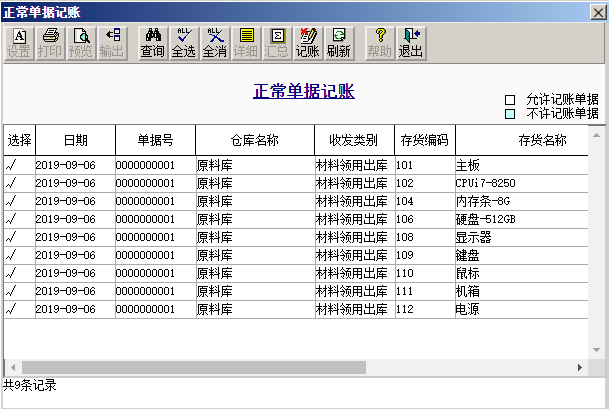 正常单据记账
设置 打印 预览 输出 查询 全选 全消 详细 汇总 记账 刷新 帮助 退出
正常单据记账
允许记账单据
不许记账单据
选择 日期 单据号 仓库名称 收发类别 存货编码 存货名称
2019-09-06 0000000001 原料库 材料领用出库 101 主板
2019-09-06 0000000001 原料库 材料领用出库 102 CPUi7-8250
2019-09-06 0000000001 原料库 材料领用出库 104 内存条-8G
2019-09-06 0000000001 原料库 材料领用出库 106 硬盘-512GB
2019-09-06 0000000001 原料库 材料领用出库 108 显示器
2019-09-06 0000000001 原料库 材料领用出库 109 键盘
2019-09-06 0000000001 原料库 材料领用出库 110 鼠标
2019-09-06 0000000001 原料库 材料领用出库 111 机箱
2019-09-06 0000000001 原料库 材料领用出库 112 电源
共9条记录